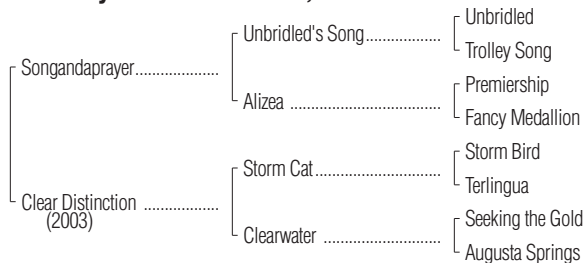 Unbridled
Unbridled's Song
Trolley Song
Songandaprayer
Premiership
Alizea
Fancy Medallion
Storm Bird
Storm Cat
Terlingua
Clear Distinction
(2003)
Seeking the Gold
Clearwater
Augusta Springs